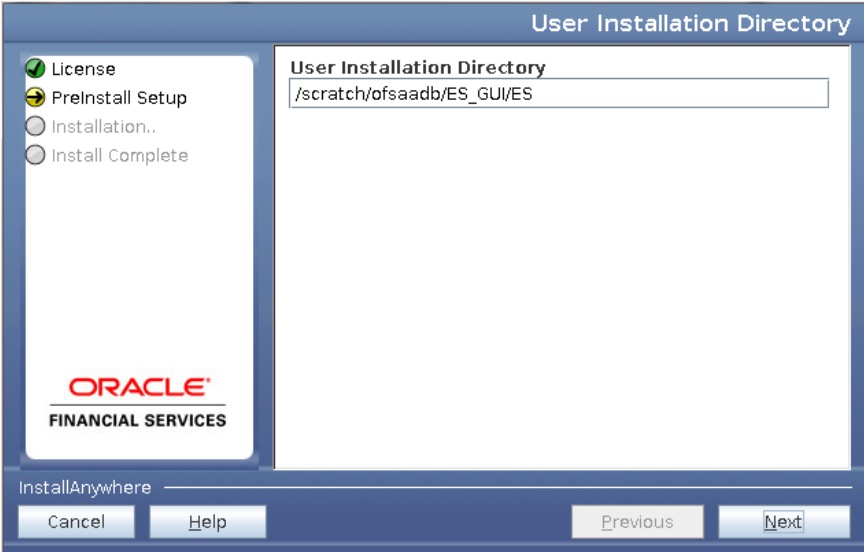 User Installation Directory
License
PreInstall Setup
Installation..
Install Complete
ORACLE®
FINANCIAL SERVICES
User Installation Directory
/scratch/ofsaadb/ES_GUI/ES
InstallAnywhere
Cancel
Help
Previous
Next